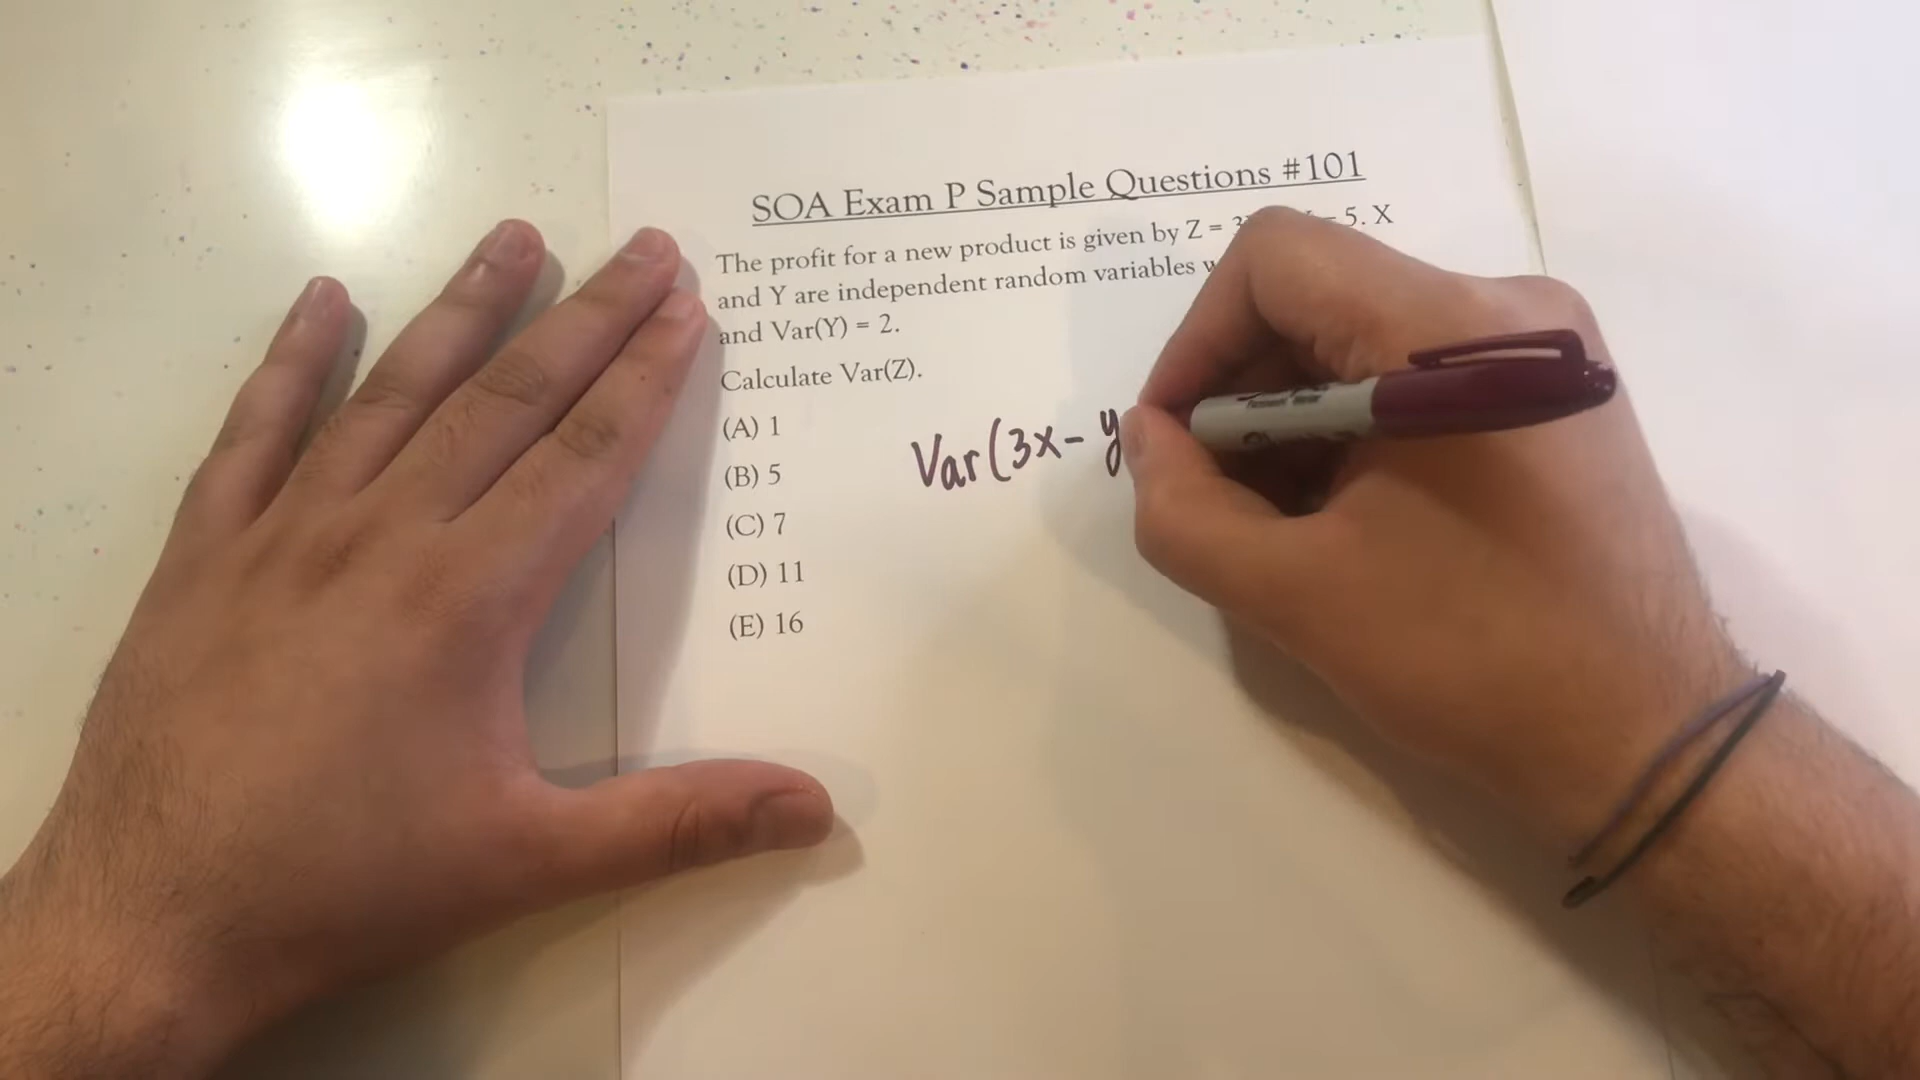 SOA Exam P Sample Questions #101
The profit for a new product is given by Z = – 5. X
and Y are independent random variables
and Var(Y) = 2.
Calculate Var(Z).
(A) 1
(B) 5
(C) 7
(D) 11
(E) 16
Var(3x- y